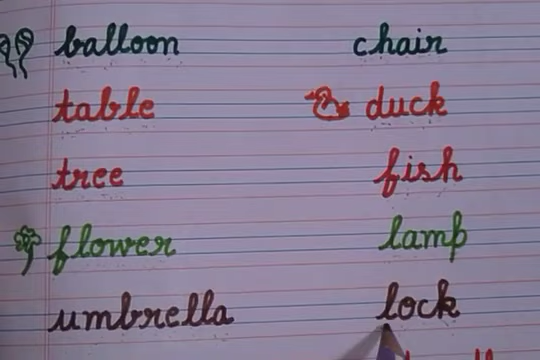 balloon chair
table duck
tree fish
flower lamp
umbrella lock